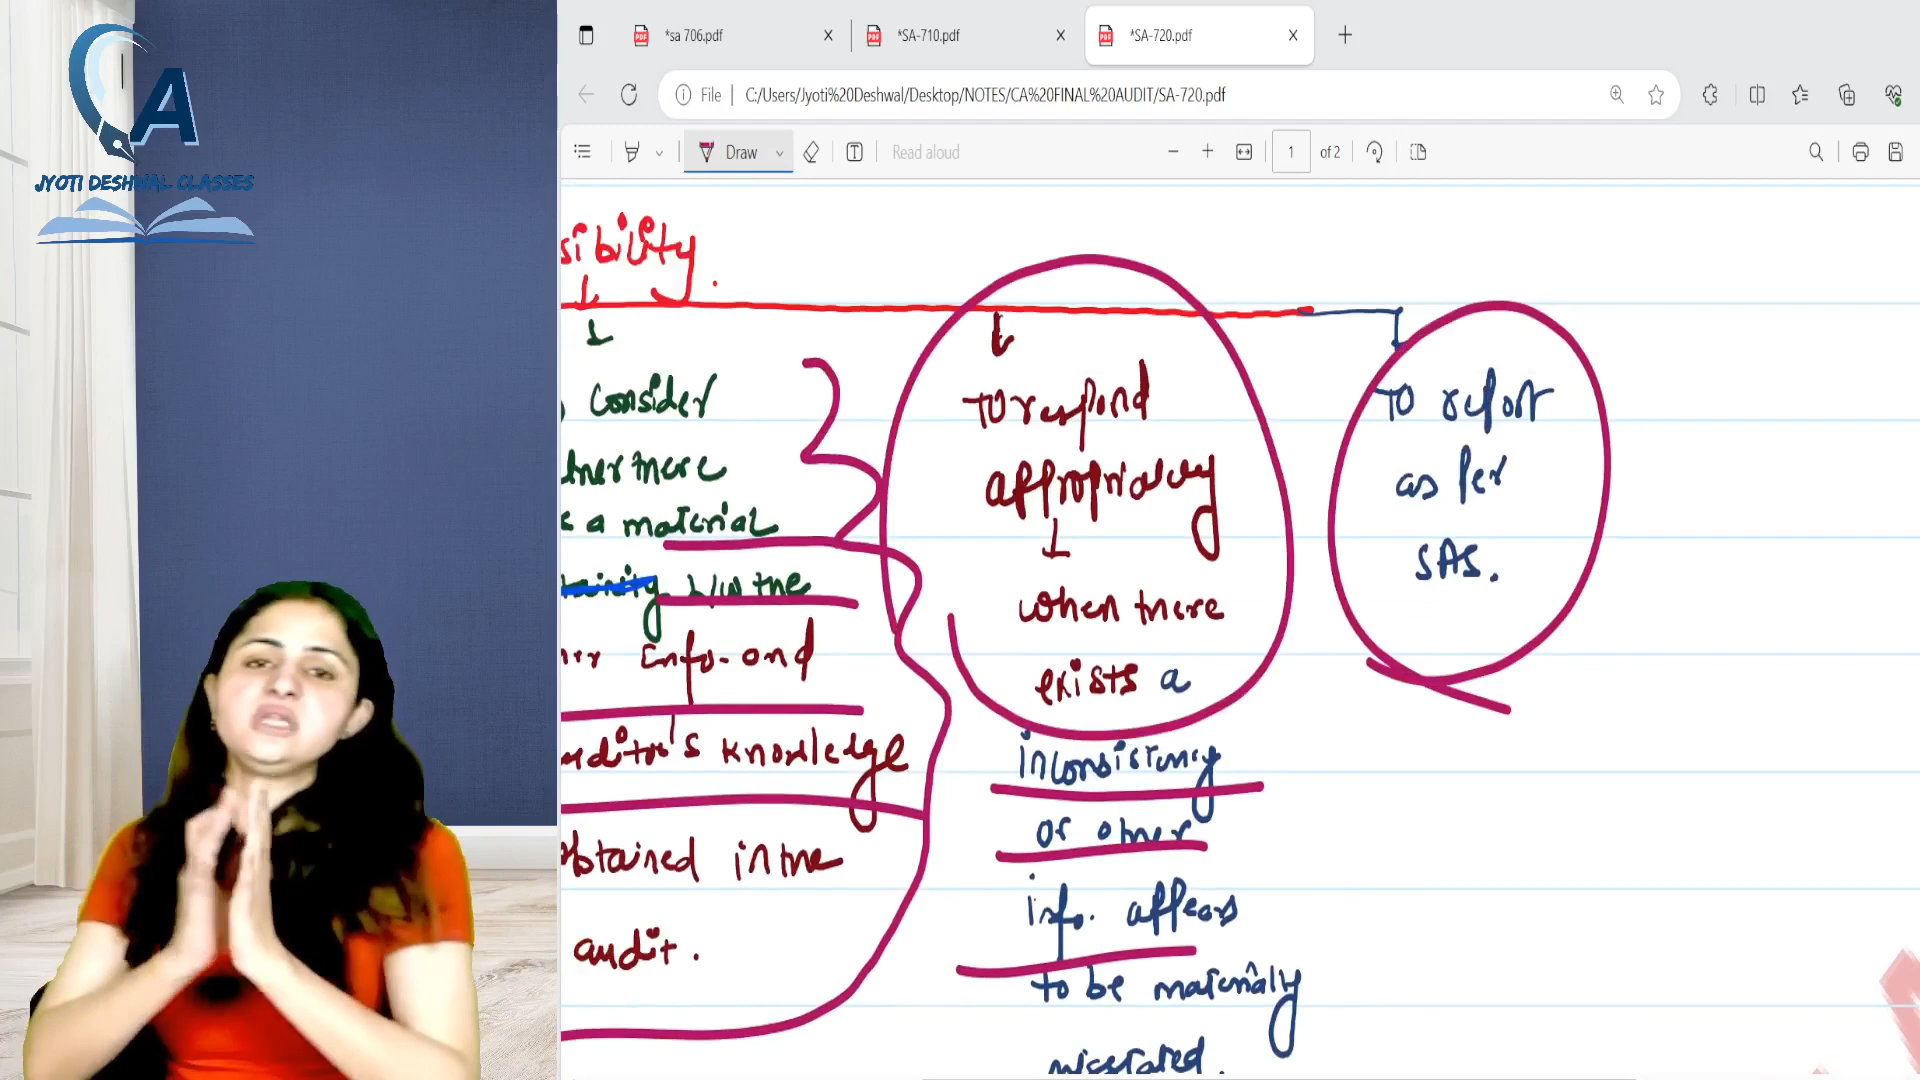 CA
JYOTI DESHWAL CLASSES
*sa 706.pdf
*SA-710.pdf
*SA-720.pdf
File
C:/Users/Jyoti%20Deshwal/Desktop/NOTES/CA%20FINAL%20AUDIT/SA-720.pdf
Draw
Read aloud
1 of 2
sibility.
consider
there
a material
b/w the
Info. and
auditor's knowledge
obtained in the
audit.
To respond
appropriately
when there
exists a
inconsistency
or other
info. appears
to be materially
misstated.
To report
as per
SAs.